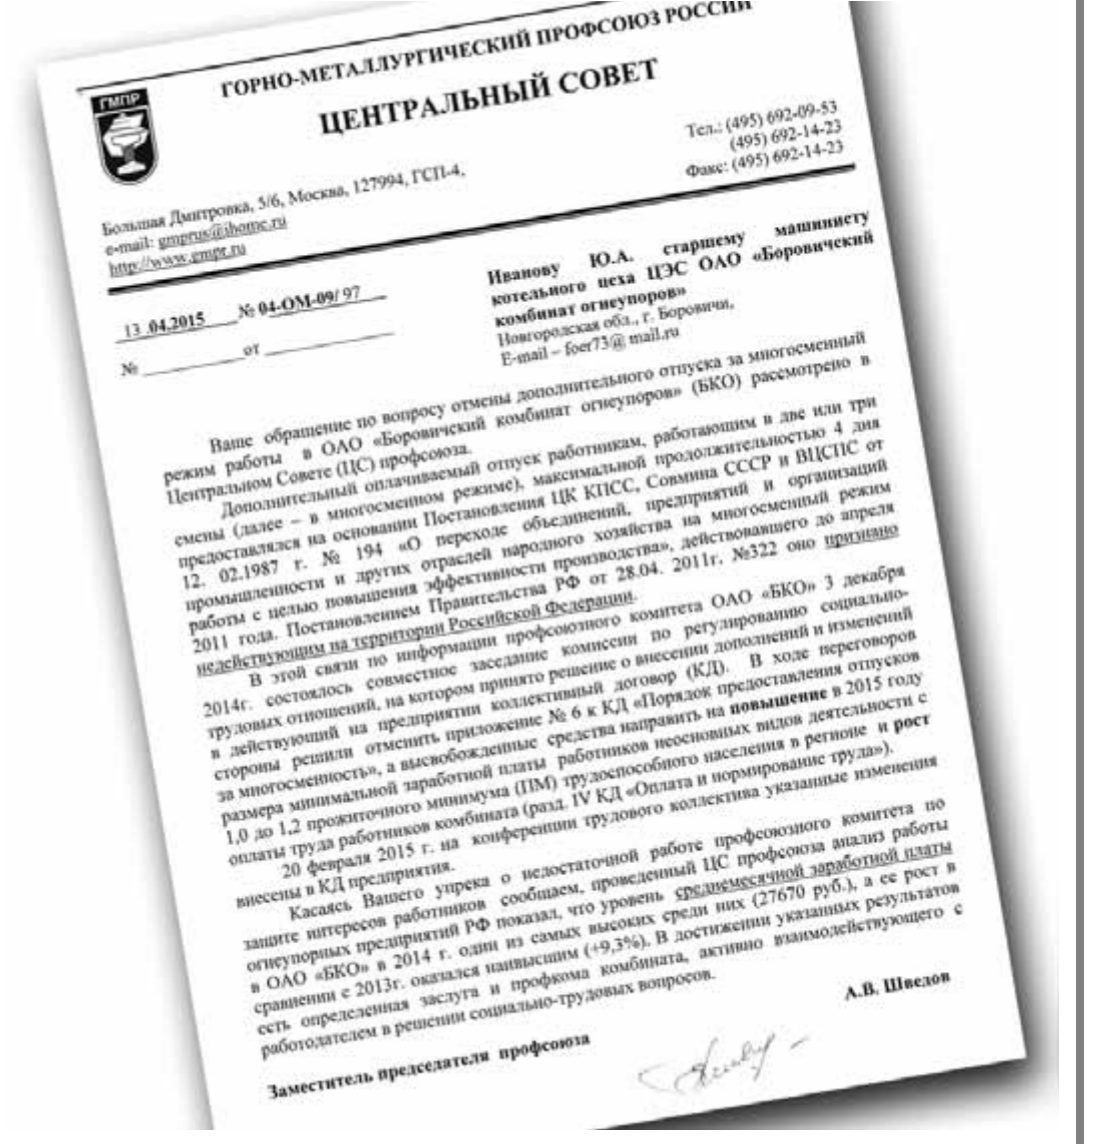 ГОРНО-МЕТАЛЛУРГИЧЕСКИЙ ПРОФСОЮЗ РОССИИ
ЦЕНТРАЛЬНЫЙ СОВЕТ
ГМПР
Тел.: (495) 692-09-53
(495) 692-14-23
Факс: (495) 692-14-23
Большая Дмитровка, 5/6, Москва, 127994, ГСП-4,
e-mail: gmprus@ihome.ru
http://www.gmpr.ru
13 .04.2015 № 04-ОМ-09/ 97
№ ________ от ________
Иванову Ю.А. старшему машинисту
котельного цеха ЦЭС ОАО «Боровичский
комбинат огнеупоров»
Новгородская обл., г. Боровичи,
E-mail – foer73@ mail.ru
Ваше обращение по вопросу отмены дополнительного отпуска за многосменный
режим работы в ОАО «Боровичский комбинат огнеупоров» (БКО) рассмотрено в
Центральном Совете (ЦС) профсоюза.
Дополнительный оплачиваемый отпуск работникам, работающим в две или три
смены (далее – в многосменном режиме), максимальной продолжительностью 4 дня
предоставлялся на основании Постановления ЦК КПСС, Совмина СССР и ВЦСПС от
12. 02.1987 г. № 194 «О переходе объединений, предприятий и организаций
промышленности и других отраслей народного хозяйства на многосменный режим
работы с целью повышения эффективности производства», действовавшего до апреля
2011 года. Постановлением Правительства РФ от 28.04. 2011г. №322 оно признано
недействующим на территории Российской Федерации.
В этой связи по информации профсоюзного комитета ОАО «БКО» 3 декабря
2014г. состоялось совместное заседание комиссии по регулированию социально-
трудовых отношений, на котором принято решение о внесении дополнений и изменений
в действующий на предприятии коллективный договор (КД). В ходе переговоров
стороны решили отменить приложение № 6 к КД «Порядок предоставления отпусков
за многосменность», а высвобожденные средства направить на повышение в 2015 году
размера минимальной заработной платы работников неосновных видов деятельности с
1,0 до 1,2 прожиточного минимума (ПМ) трудоспособного населения в регионе и рост
оплаты труда работников комбината (разд. IV КД «Оплата и нормирование труда»).
20 февраля 2015 г. на конференции трудового коллектива указанные изменения
внесены в КД предприятия.
Касаясь Вашего упрека о недостаточной работе профсоюзного комитета по
защите интересов работников сообщаем, проведенный ЦС профсоюза анализ работы
огнеупорных предприятий РФ показал, что уровень среднемесячной заработной платы
в ОАО «БКО» в 2014 г. один из самых высоких среди них (27670 руб.), а ее рост в
сравнении с 2013г. оказался наивысшим (+9,3%). В достижении указанных результатов
есть определенная заслуга и профкома комбината, активно взаимодействующего с
работодателем в решении социально-трудовых вопросов.
Заместитель председателя профсоюза
А.В. Шведов